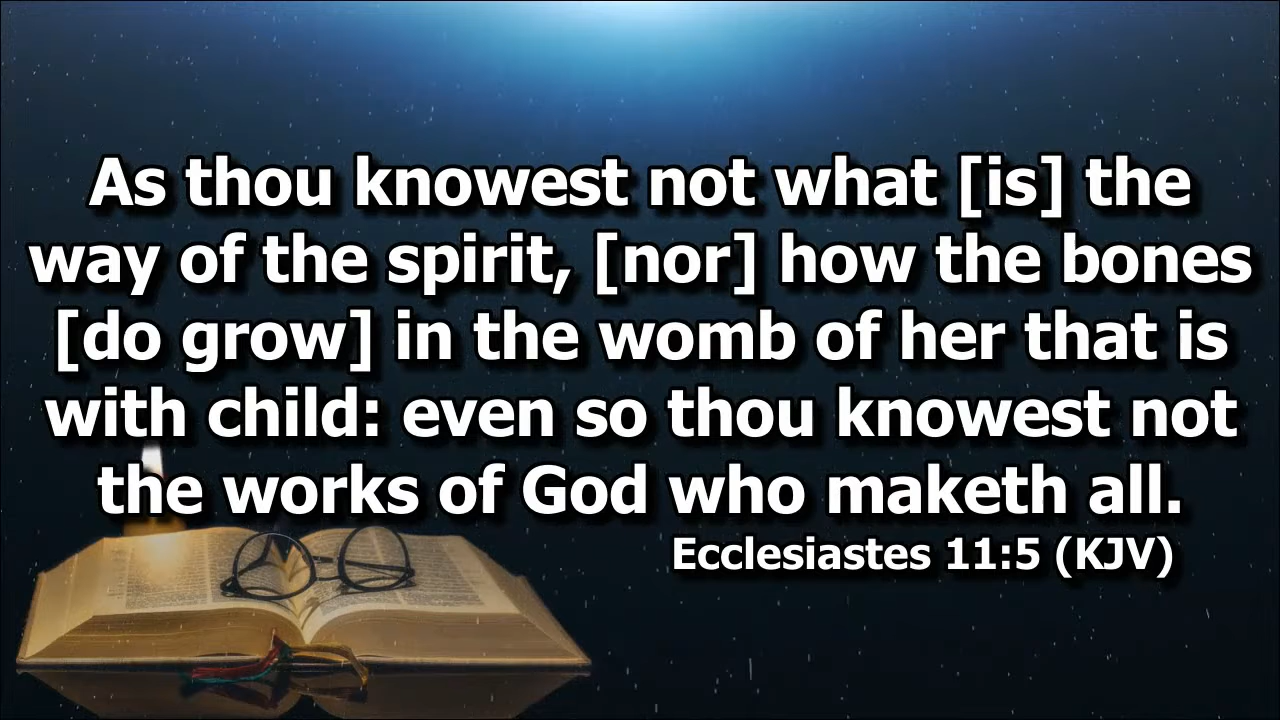 As thou knowest not what [is] the
way of the spirit, [nor] how the bones
[do grow] in the womb of her that is
with child: even so thou knowest not
the works of God who maketh all.
Ecclesiastes 11:5 (KJV)